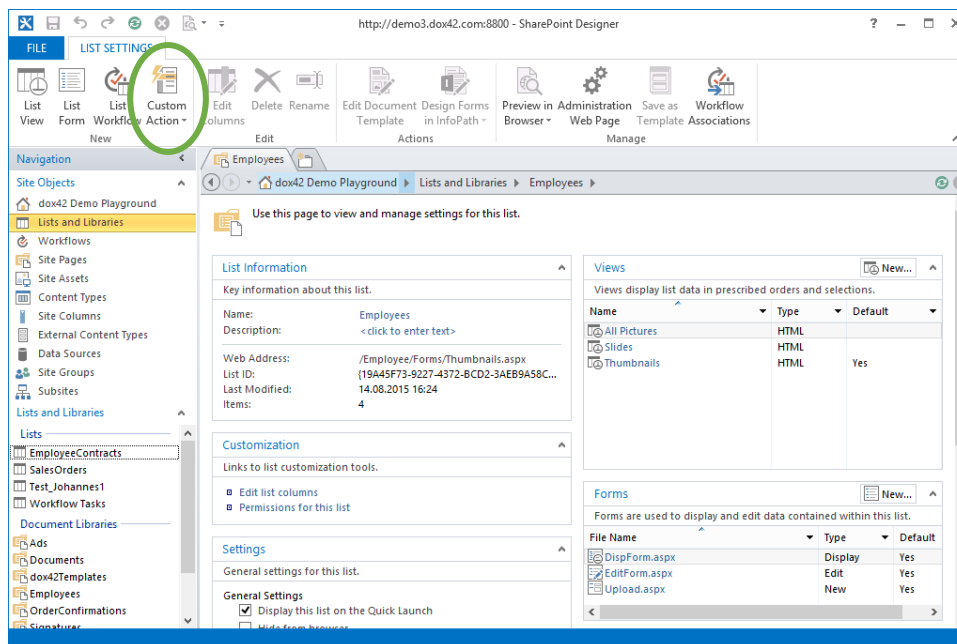 http://demo3.dox42.com:8800 - SharePoint Designer
FILE
LIST SETTINGS
List View
List Form
List Workflow
Custom Action
New
Edit Columns
Delete
Rename
Edit
Edit Document Template
Design Forms in InfoPath
Actions
Preview in Browser
Administration Web Page
Save as Template
Workflow Associations
Manage
Navigation
Site Objects
dox42 Demo Playground
Lists and Libraries
Workflows
Site Pages
Site Assets
Content Types
Site Columns
External Content Types
Data Sources
Site Groups
Subsites
Lists and Libraries
Lists
EmployeeContracts
SalesOrders
Test_Johannes1
Workflow Tasks
Document Libraries
Ads
Documents
dox42Templates
Employees
OrderConfirmations
Signatures
Employees
dox42 Demo Playground Lists and Libraries Employees
Use this page to view and manage settings for this list.
List Information
Key information about this list.
Name: Employees
Description: <click to enter text>
Web Address: /Employee/Forms/Thumbnails.aspx
List ID: {19A45F73-9227-4372-BCD2-3AEB9A58C...
Last Modified: 14.08.2015 16:24
Items: 4
Customization
Links to list customization tools.
Edit list columns
Permissions for this list
Settings
General settings for this list.
General Settings
Display this list on the Quick Launch
Hide from browser
Views
New...
Views display list data in prescribed orders and selections.
Name Type Default
All Pictures HTML
Slides HTML
Thumbnails HTML Yes
Forms
New...
Forms are used to display and edit data contained within this list.
File Name Type Default
DispForm.aspx Display Yes
EditForm.aspx Edit Yes
Upload.aspx New Yes